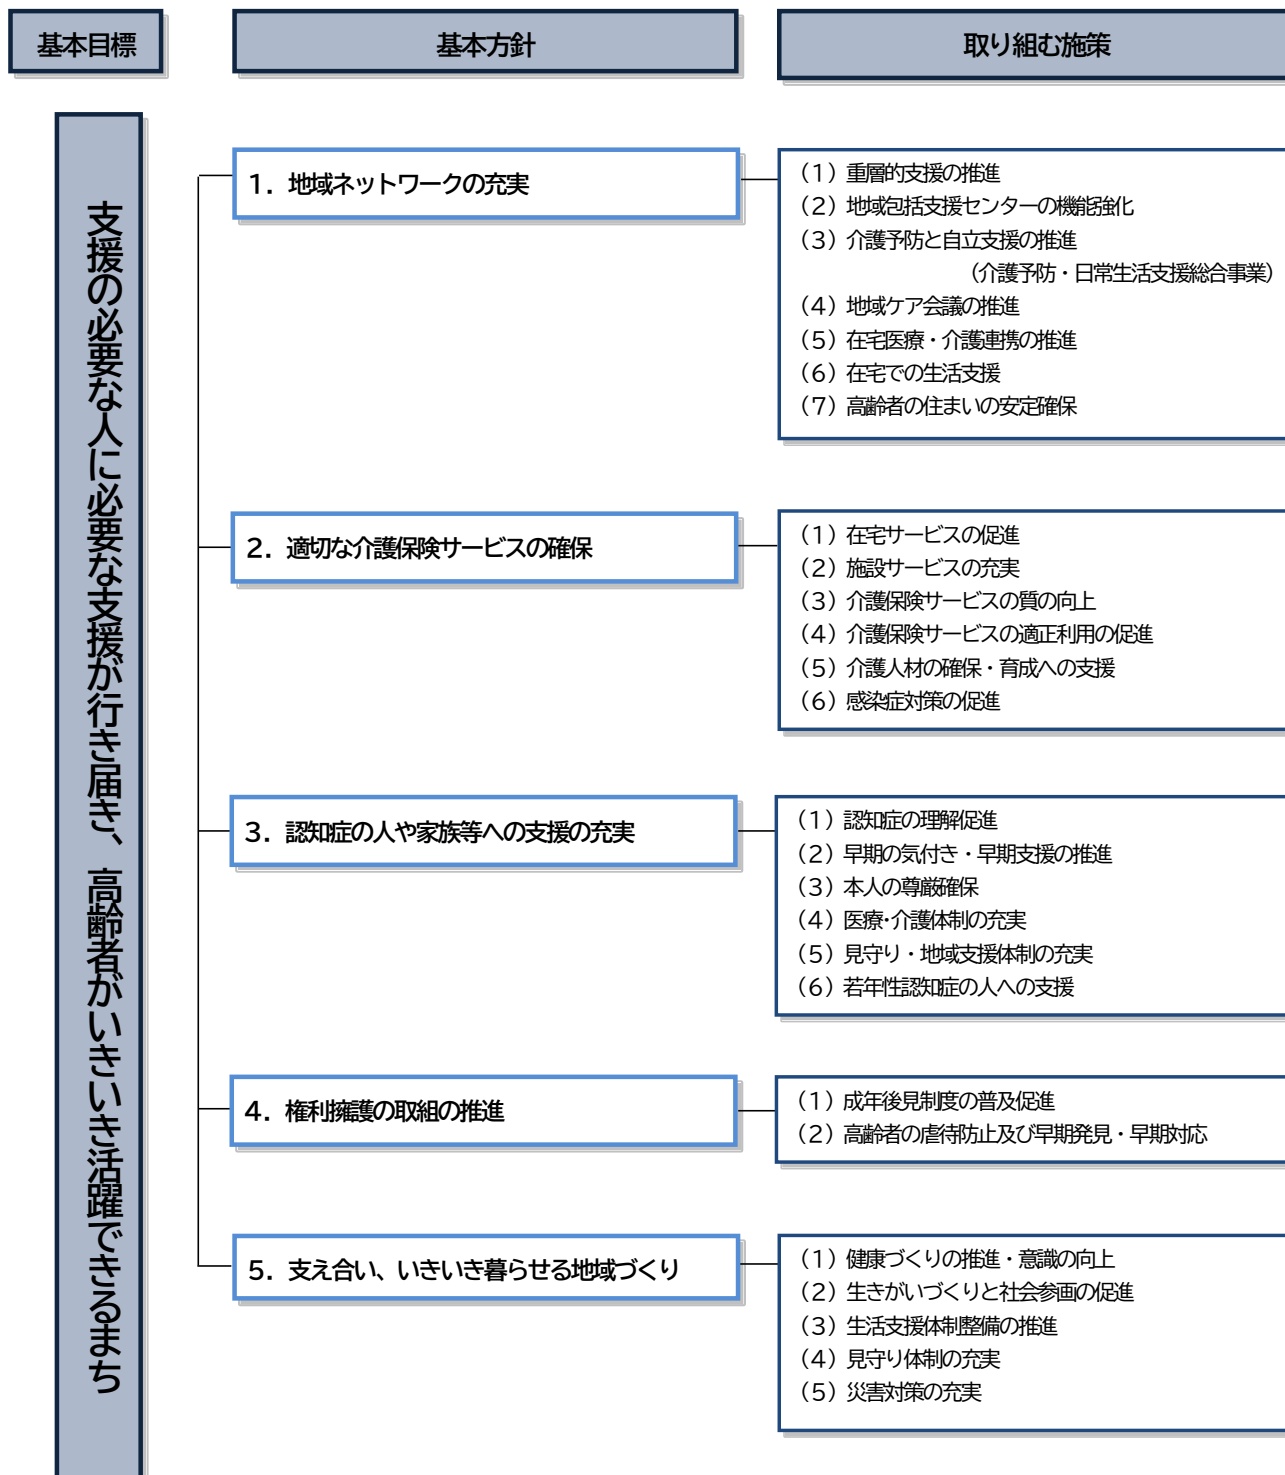 基本目標
基本方針
取り組む施策
支援の必要な人に必要な支援が行き届き、高齢者がいきいき活躍できるまち
1．地域ネットワークの充実
（1）重層的支援の推進
（2）地域包括支援センターの機能強化
（3）介護予防と自立支援の推進
（介護予防・日常生活支援総合事業）
（4）地域ケア会議の推進
（5）在宅医療・介護連携の推進
（6）在宅での生活支援
（7）高齢者の住まいの安定確保
2．適切な介護保険サービスの確保
（1）在宅サービスの促進
（2）施設サービスの充実
（3）介護保険サービスの質の向上
（4）介護保険サービスの適正利用の促進
（5）介護人材の確保・育成への支援
（6）感染症対策の促進
3．認知症の人や家族等への支援の充実
（1）認知症の理解促進
（2）早期の気付き・早期支援の推進
（3）本人の尊厳確保
（4）医療・介護体制の充実
（5）見守り・地域支援体制の充実
（6）若年性認知症の人への支援
4．権利擁護の取組の推進
（1）成年後見制度の普及促進
（2）高齢者の虐待防止及び早期発見・早期対応
5．支え合い、いきいき暮らせる地域づくり
（1）健康づくりの推進・意識の向上
（2）生きがいづくりと社会参画の促進
（3）生活支援体制整備の推進
（4）見守り体制の充実
（5）災害対策の充実